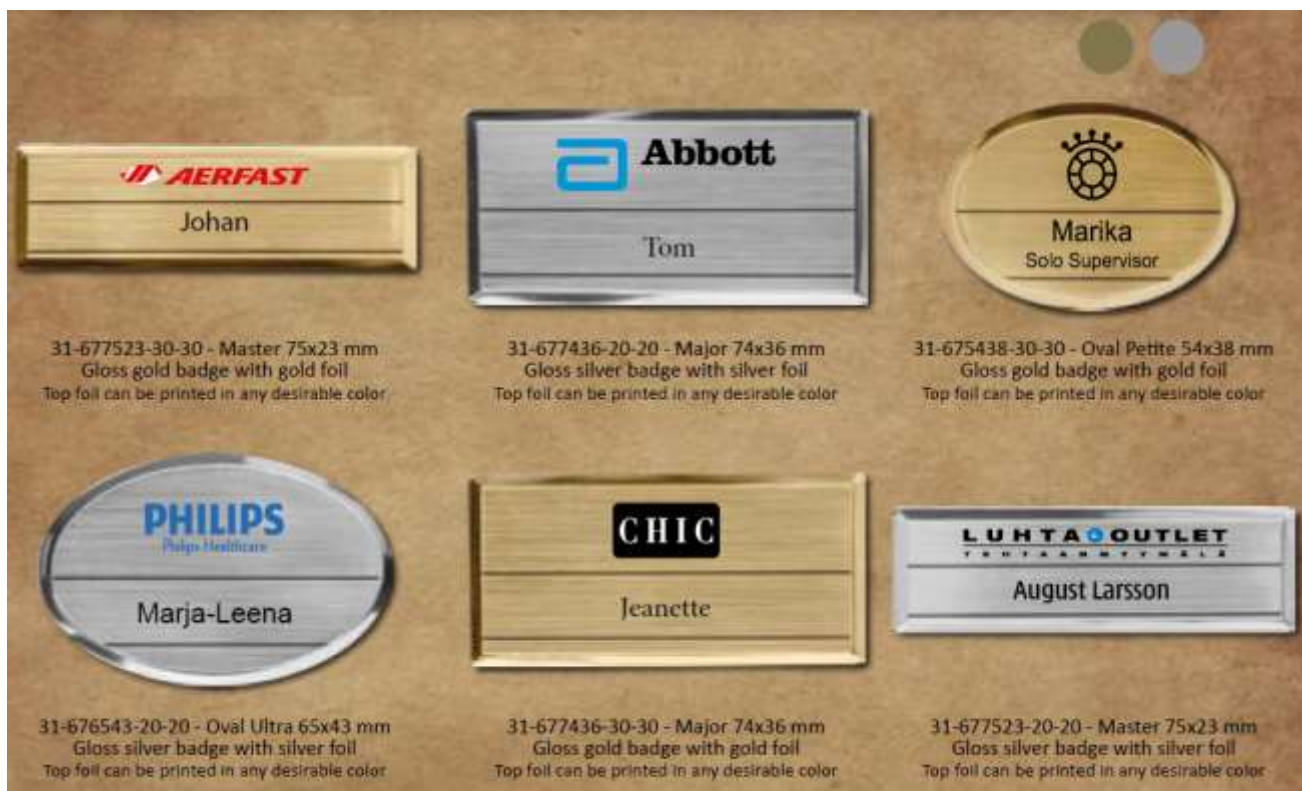 AERFAST
Johan
31-677523-30-30 - Master 75x23 mm
Gloss gold badge with gold foil
Top foil can be printed in any desirable color
Abbott
Tom
31-677436-20-20 - Major 74x36 mm
Gloss silver badge with silver foil
Top foil can be printed in any desirable color
Marika
Solo Supervisor
31-675438-30-30 - Oval Petite 54x38 mm
Gloss gold badge with gold foil
Top foil can be printed in any desirable color
PHILIPS
Philips Healthcare
Marja-Leena
31-676543-20-20 - Oval Ultra 65x43 mm
Gloss silver badge with silver foil
Top foil can be printed in any desirable color
CHIC
Jeanette
31-677436-30-30 - Major 74x36 mm
Gloss gold badge with gold foil
Top foil can be printed in any desirable color
LUHTA OUTLET
TEHTAANMYYMÄLÄ
August Larsson
31-677523-20-20 - Master 75x23 mm
Gloss silver badge with silver foil
Top foil can be printed in any desirable color